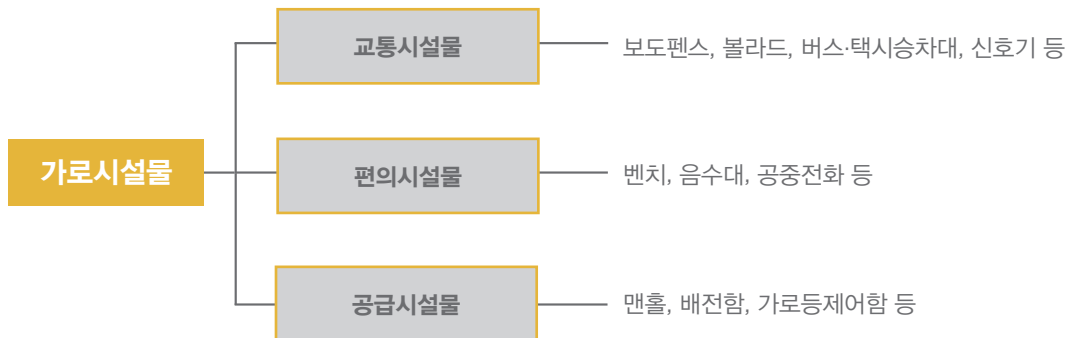 교통시설물
보도펜스, 볼라드, 버스·택시승차대, 신호기 등
가로시설물
편의시설물
벤치, 음수대, 공중전화 등
공급시설물
맨홀, 배전함, 가로등제어함 등